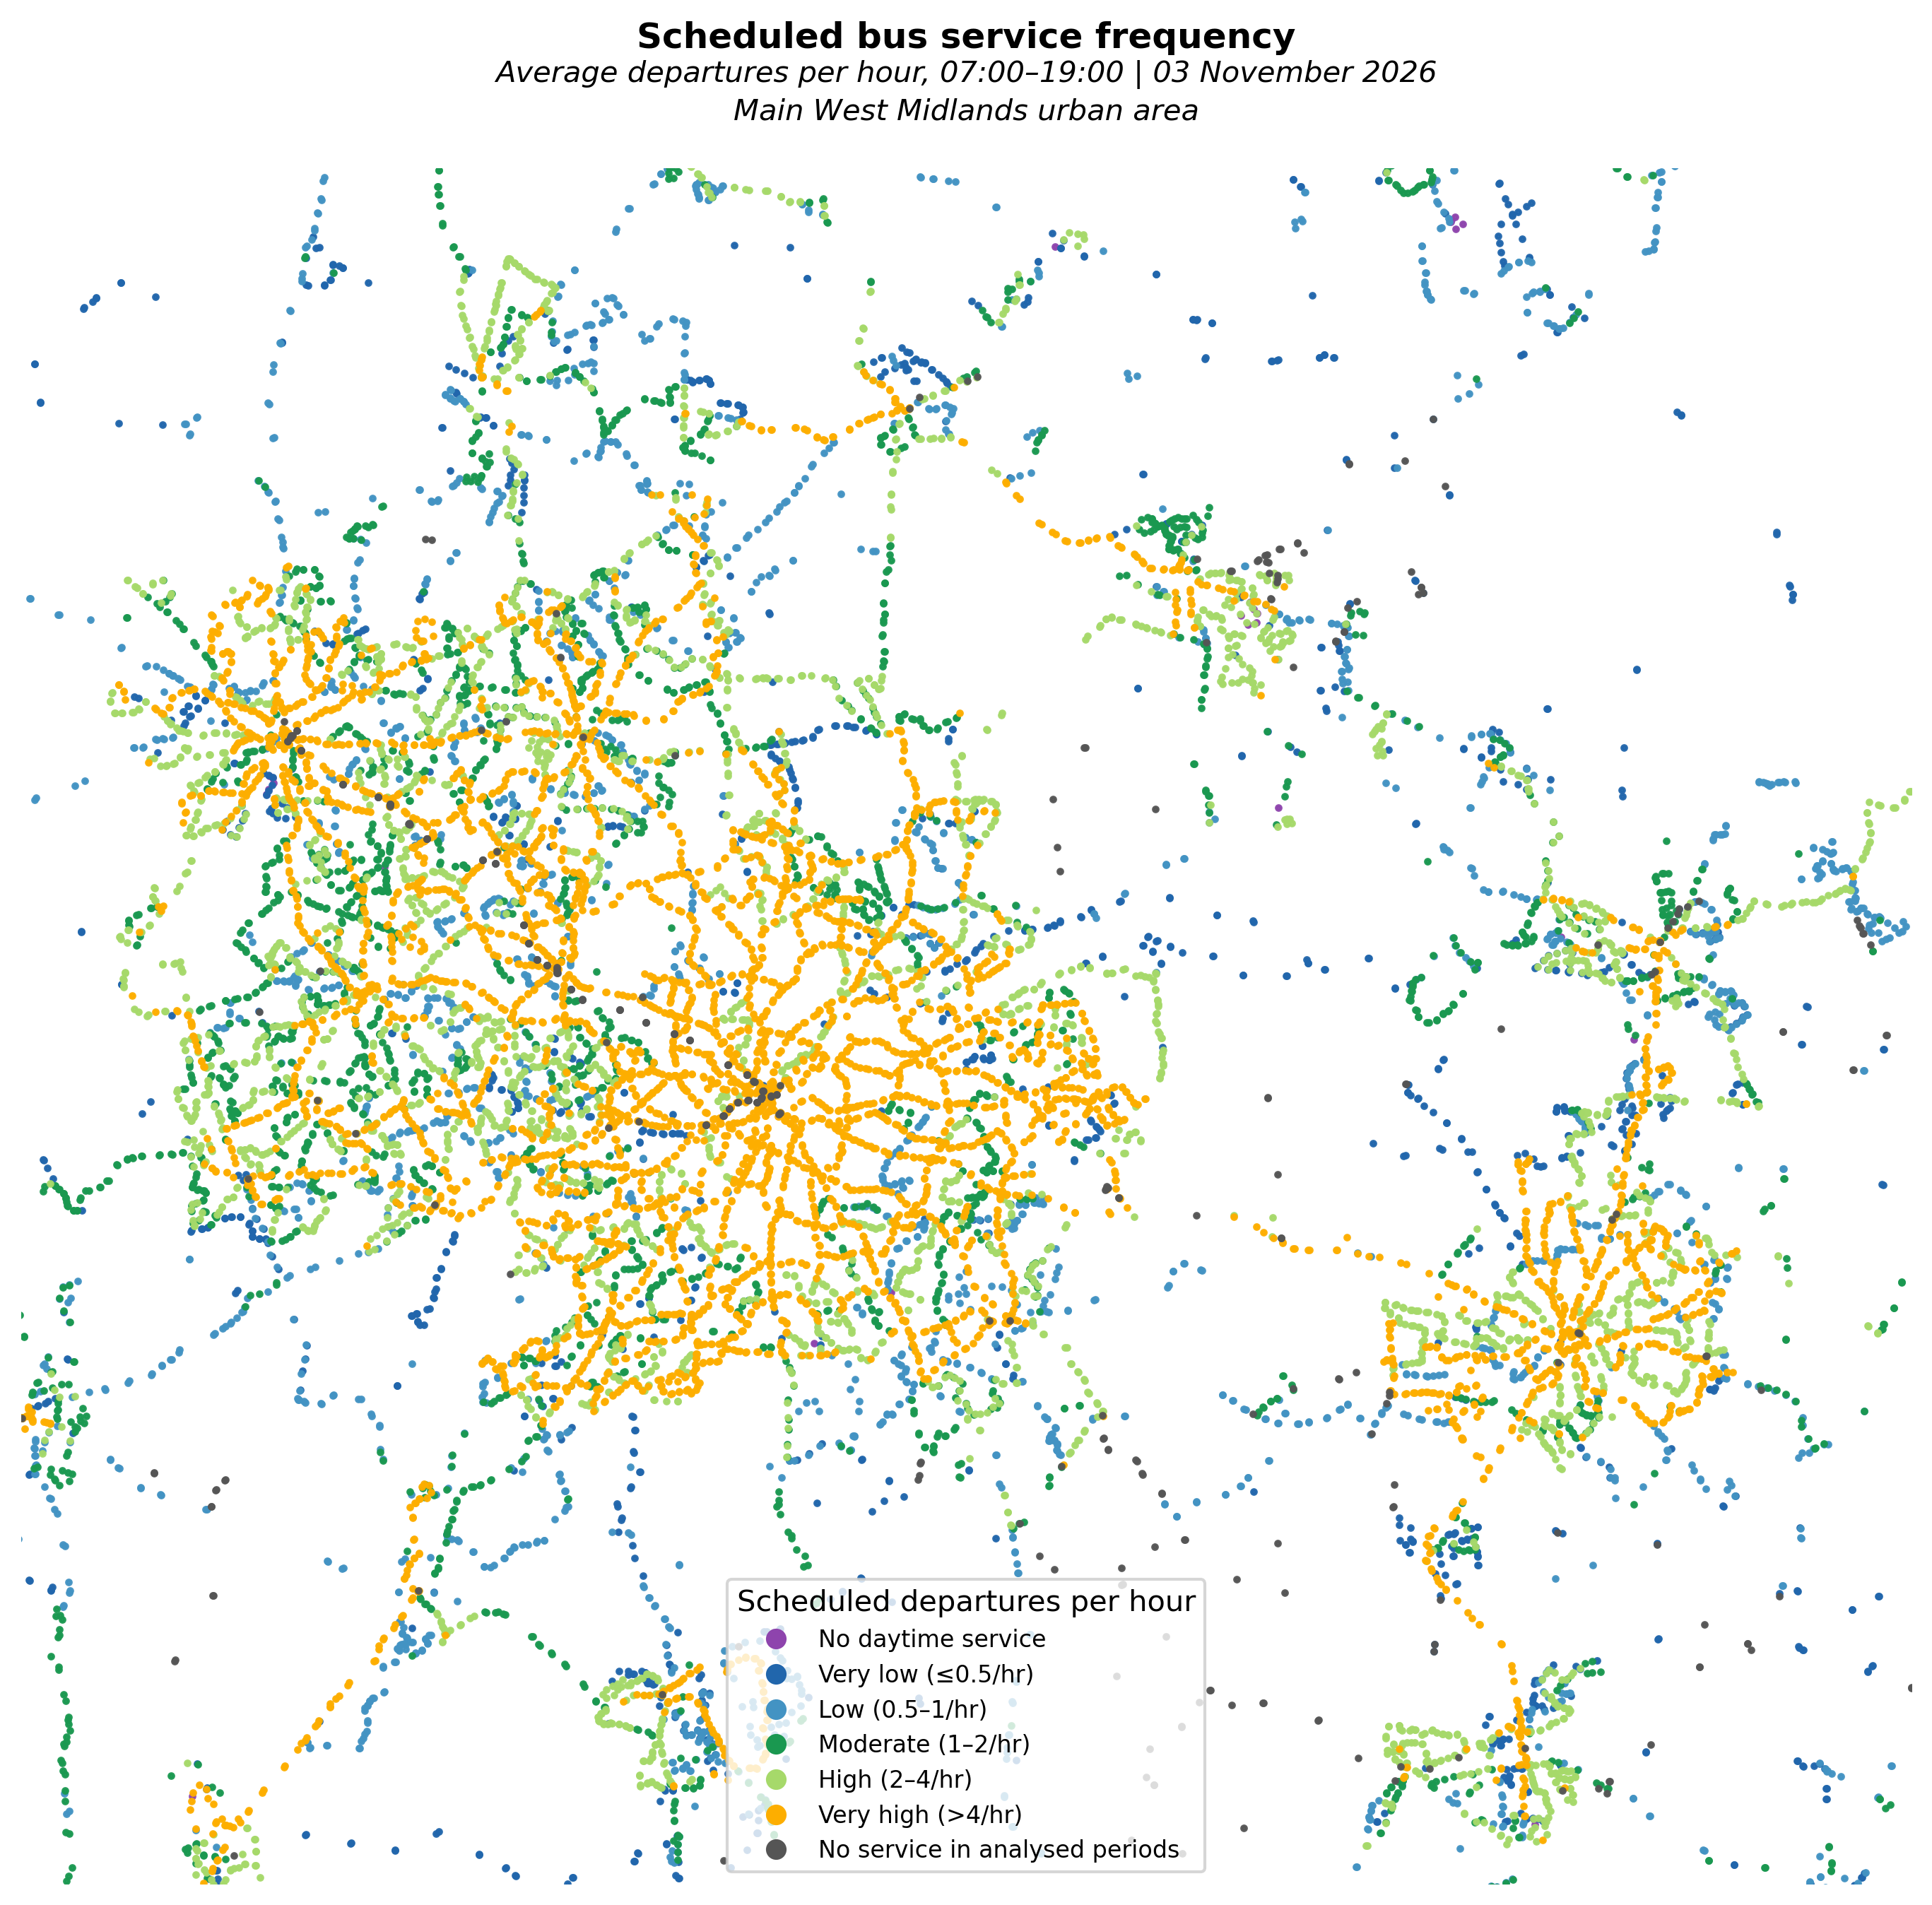 Scheduled bus service frequency
Average departures per hour, 07:00–19:00 | 03 November 2026
Main West Midlands urban area
Scheduled departures per hour
No daytime service
Very low (≤0.5/hr)
Low (0.5–1/hr)
Moderate (1–2/hr)
High (2–4/hr)
Very high (>4/hr)
No service in analysed periods